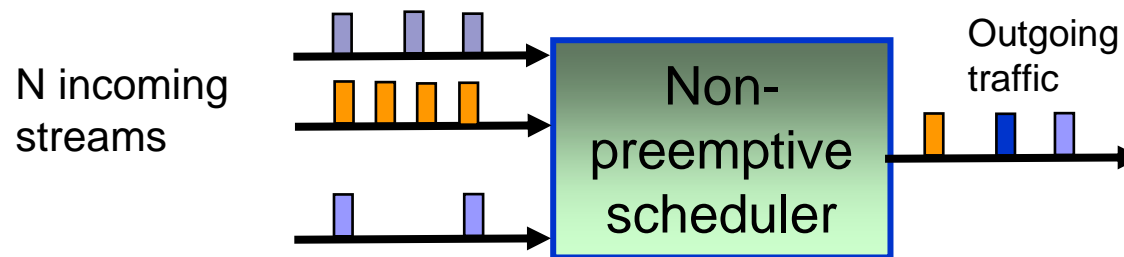 N incoming
streams
Non-
preemptive
scheduler
Outgoing
traffic